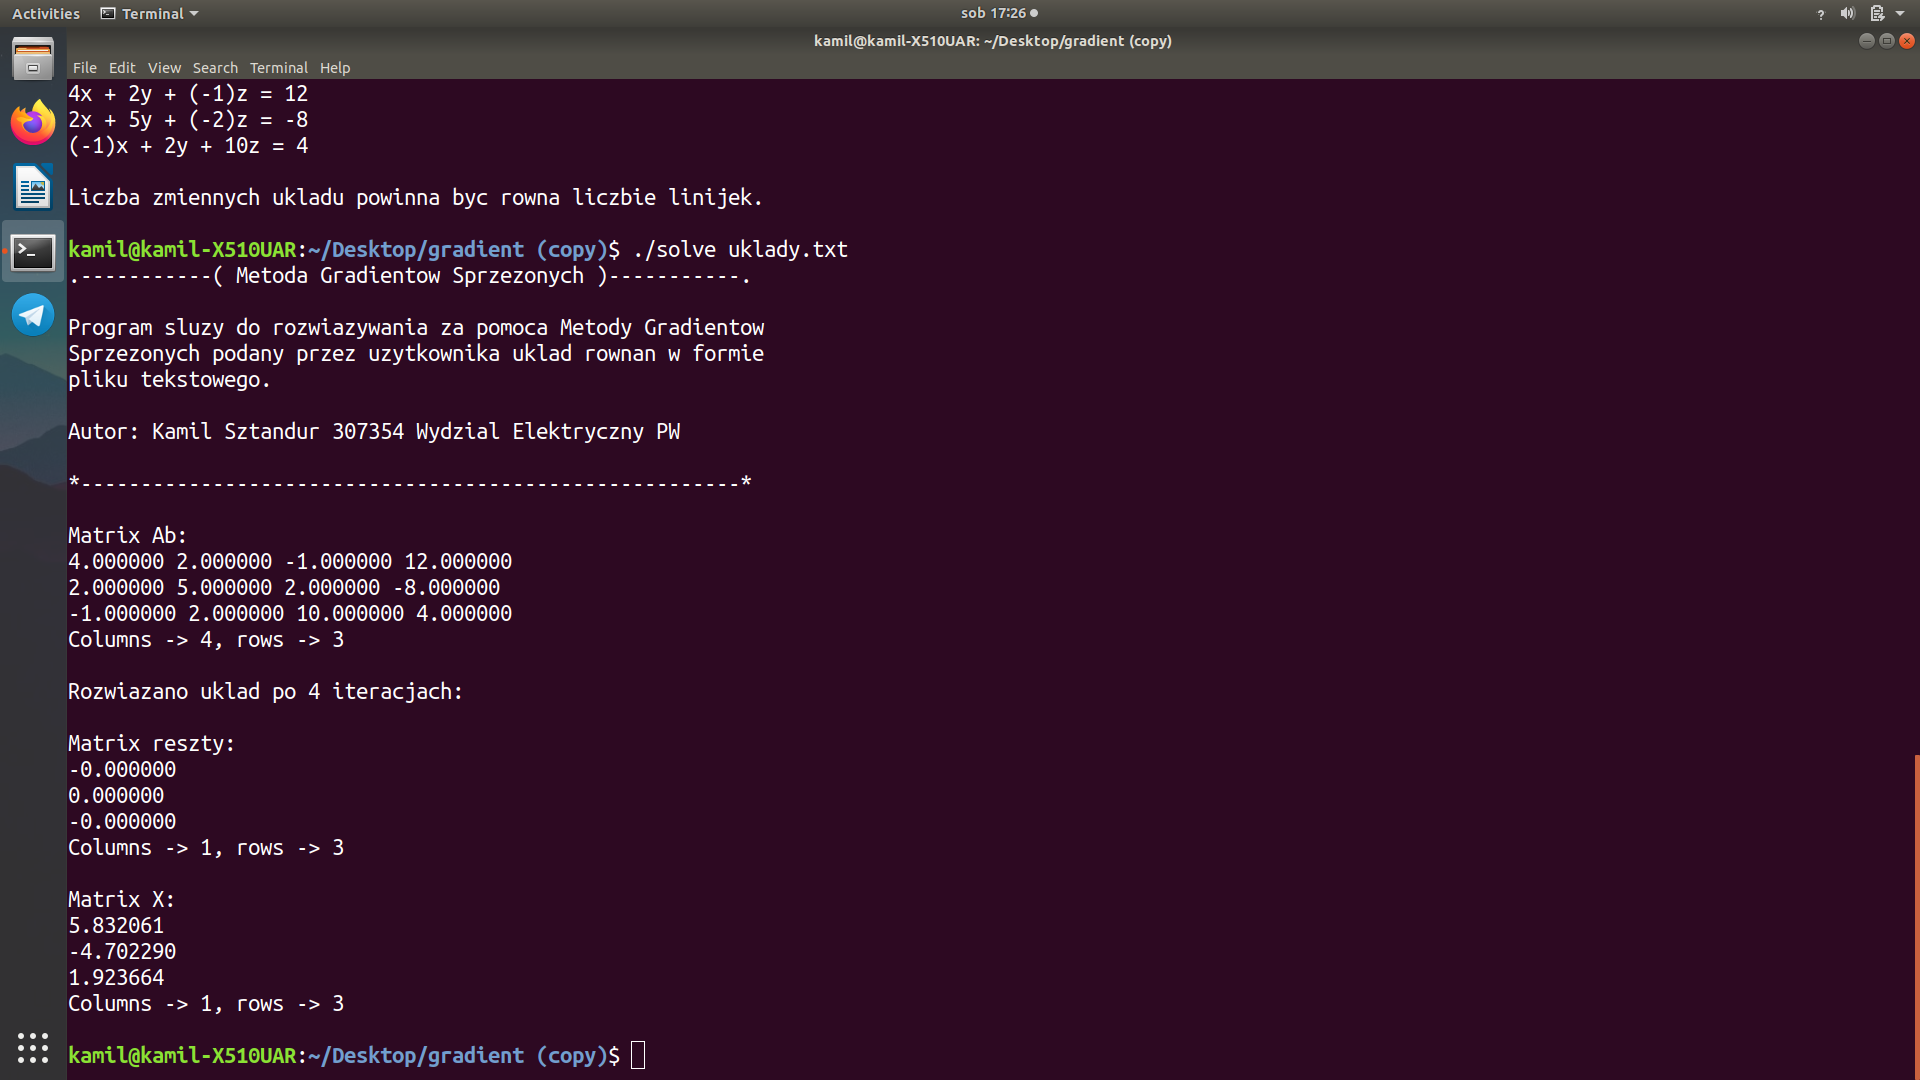 Activities Terminal sob 17:26
kamil@kamil-X510UAR: ~/Desktop/gradient (copy)
File Edit View Search Terminal Help
4x + 2y + (-1)z = 12
2x + 5y + (-2)z = -8
(-1)x + 2y + 10z = 4
Liczba zmiennych ukladu powinna byc rowna liczbie linijek.
kamil@kamil-X510UAR:~/Desktop/gradient (copy)$ ./solve uklady.txt
.-----------( Metoda Gradientow Sprzezonych )-----------.
Program sluzy do rozwiazywania za pomoca Metody Gradientow
Sprzezonych podany przez uzytkownika uklad rownan w formie
pliku tekstowego.
Autor: Kamil Sztandur 307354 Wydzial Elektryczny PW
*-------------------------------------------------------*
Matrix Ab:
4.000000 2.000000 -1.000000 12.000000
2.000000 5.000000 2.000000 -8.000000
-1.000000 2.000000 10.000000 4.000000
Columns -> 4, rows -> 3
Rozwiazano uklad po 4 iteracjach:
Matrix reszty:
-0.000000
0.000000
-0.000000
Columns -> 1, rows -> 3
Matrix X:
5.832061
-4.702290
1.923664
Columns -> 1, rows -> 3
kamil@kamil-X510UAR:~/Desktop/gradient (copy)$